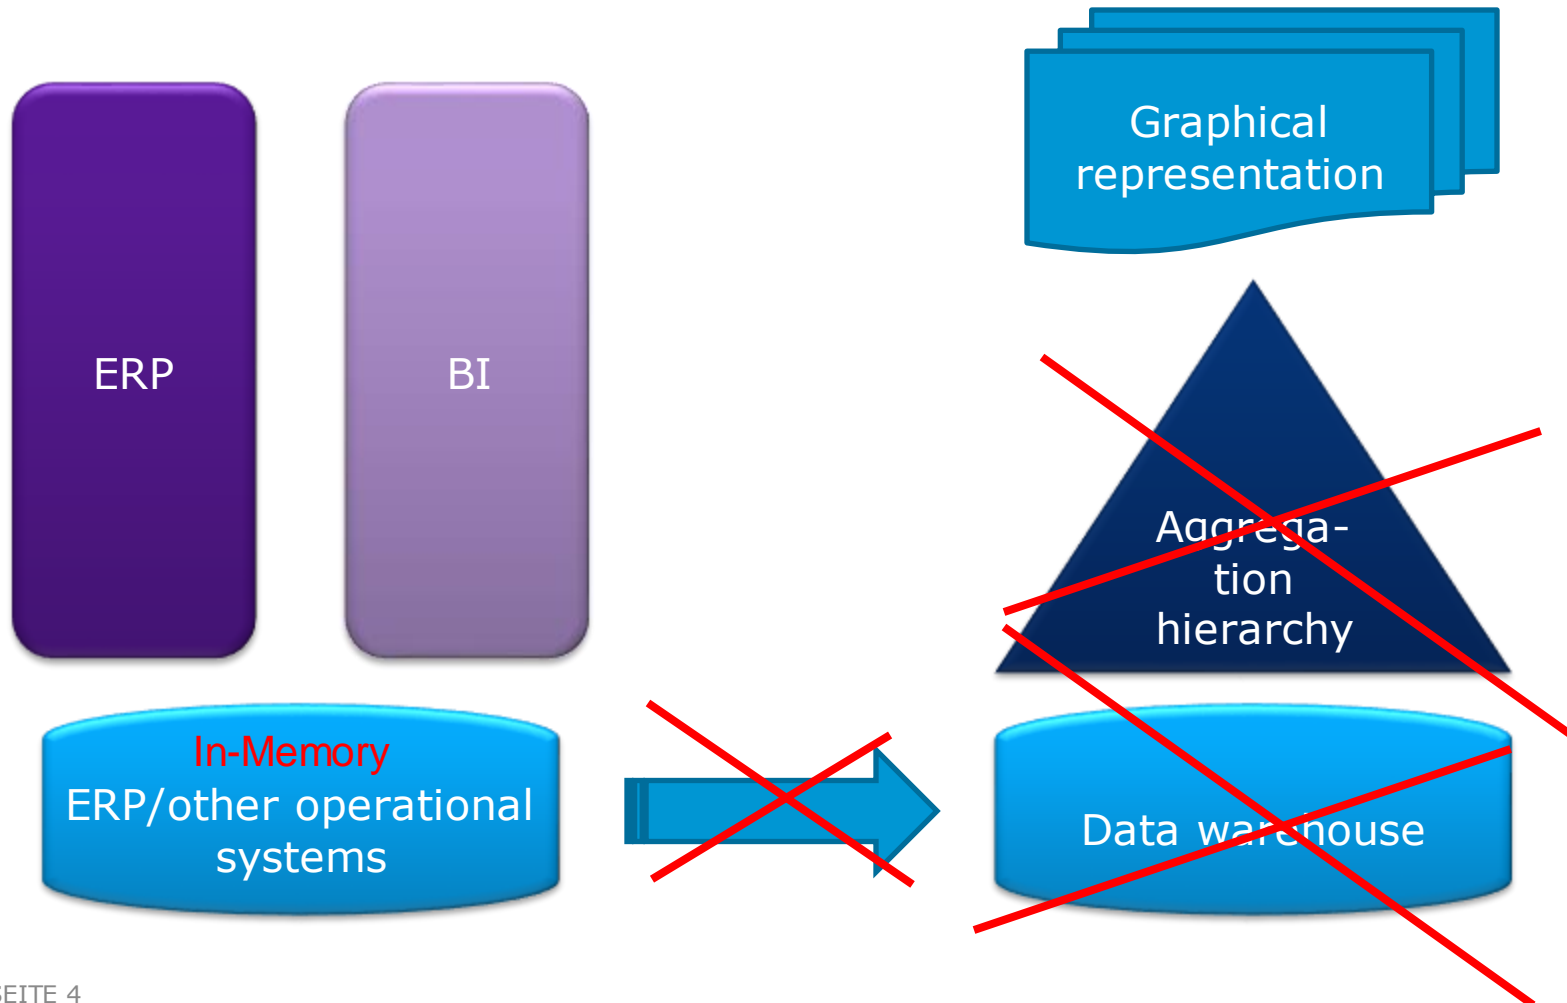 Graphical
representation
ERP
BI
Aggrega-
tion
hierarchy
In-Memory
ERP/other operational
systems
Data warehouse
SEITE 4